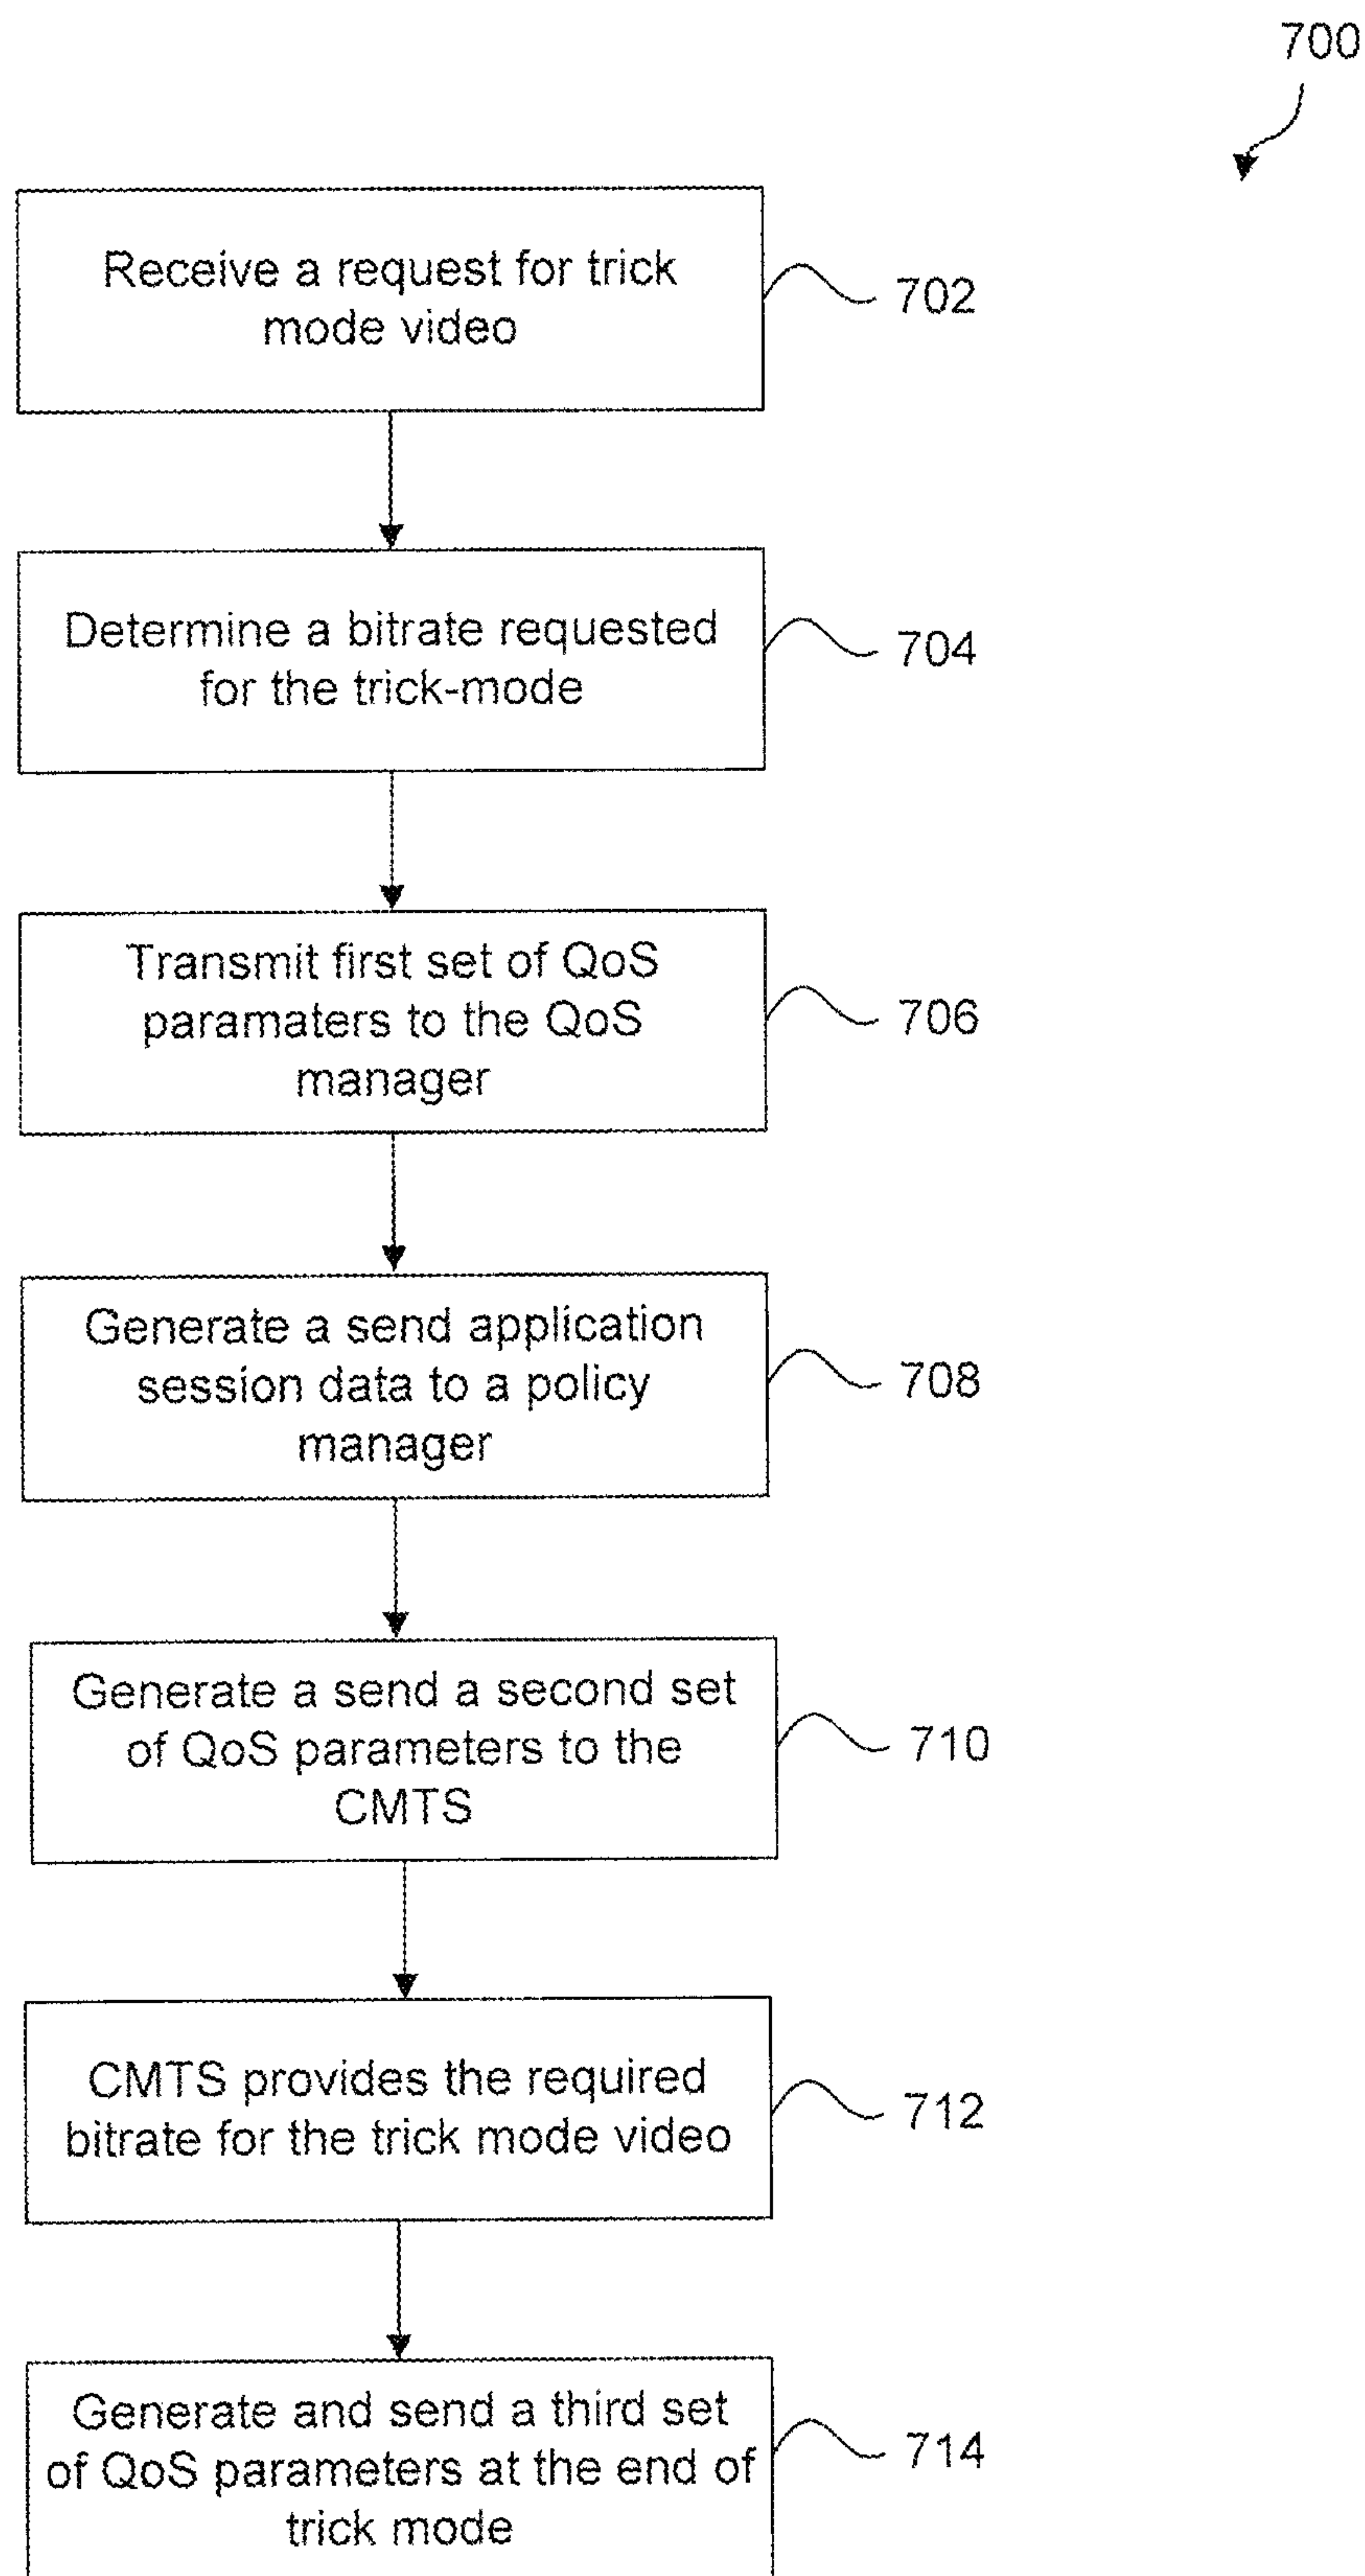 700
Receive a request for trick
mode video
702
Determine a bitrate requested
for the trick-mode
704
Transmit first set of QoS
paramaters to the QoS
manager
706
Generate a send application
session data to a policy
manager
708
Generate a send a second set
of QoS parameters to the
CMTS
710
CMTS provides the required
bitrate for the trick mode video
712
Generate and send a third set
of QoS parameters at the end of
trick mode
714